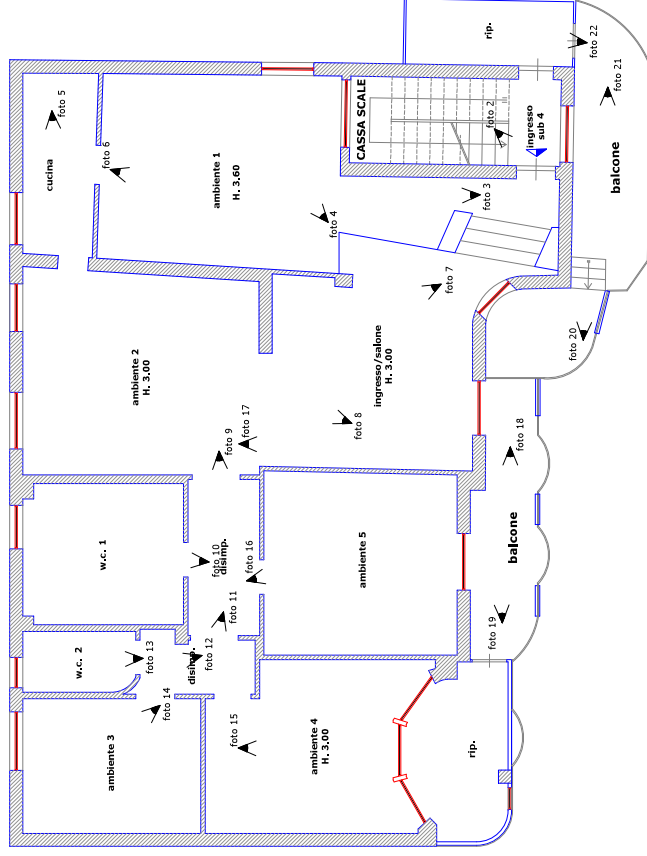 rip.
foto 22
foto 21
foto 5
CASSA SCALE
foto 2
ingresso
sub 4
balcone
foto 6
cucina
ambiente 1
H. 3.60
foto 3
foto 4
foto 7
foto 20
ambiente 2
H. 3.00
ingresso/salone
H. 3.00
foto 17
foto 9
foto 8
foto 18
w.c. 1
foto 10
disimp.
foto 16
ambiente 5
balcone
foto 11
foto 19
w.c. 2
foto 13
disimp.
foto 12
foto 14
foto 15
ambiente 3
ambiente 4
H. 3.00
rip.